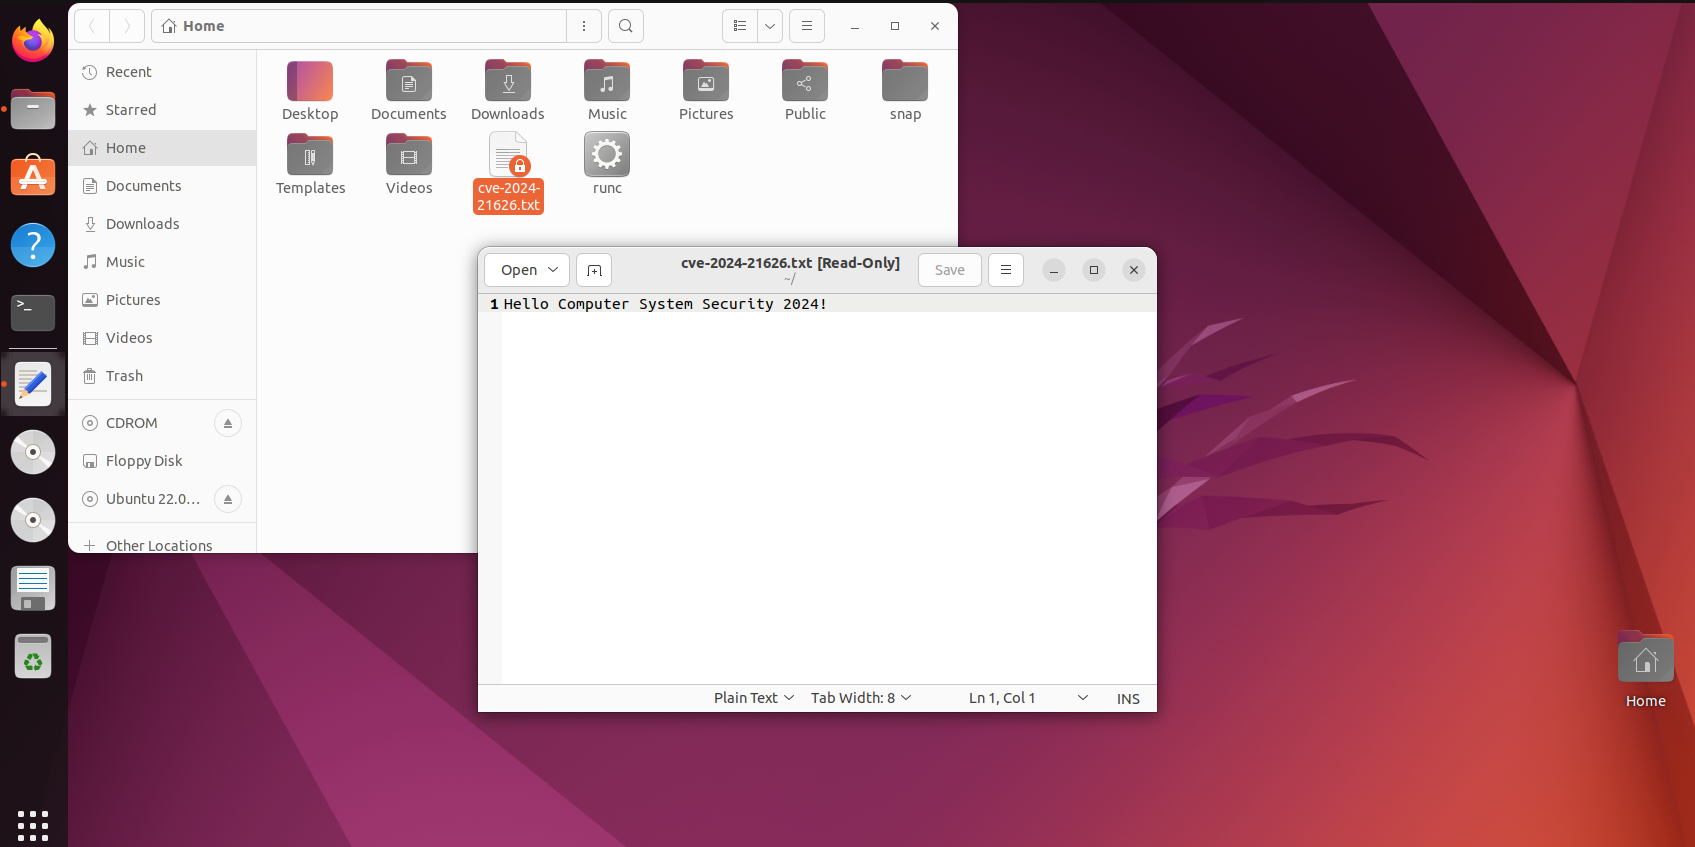 Home
Recent
Starred
Home
Documents
Downloads
Music
Pictures
Videos
Trash
CDROM
Floppy Disk
Ubuntu 22.0...
Other Locations
Desktop
Documents
Downloads
Music
Pictures
Public
snap
Templates
Videos
cve-2024-
21626.txt
runc
Open
cve-2024-21626.txt [Read-Only]
~/
Save
1 Hello Computer System Security 2024!
Plain Text
Tab Width: 8
Ln 1, Col 1
INS
Home